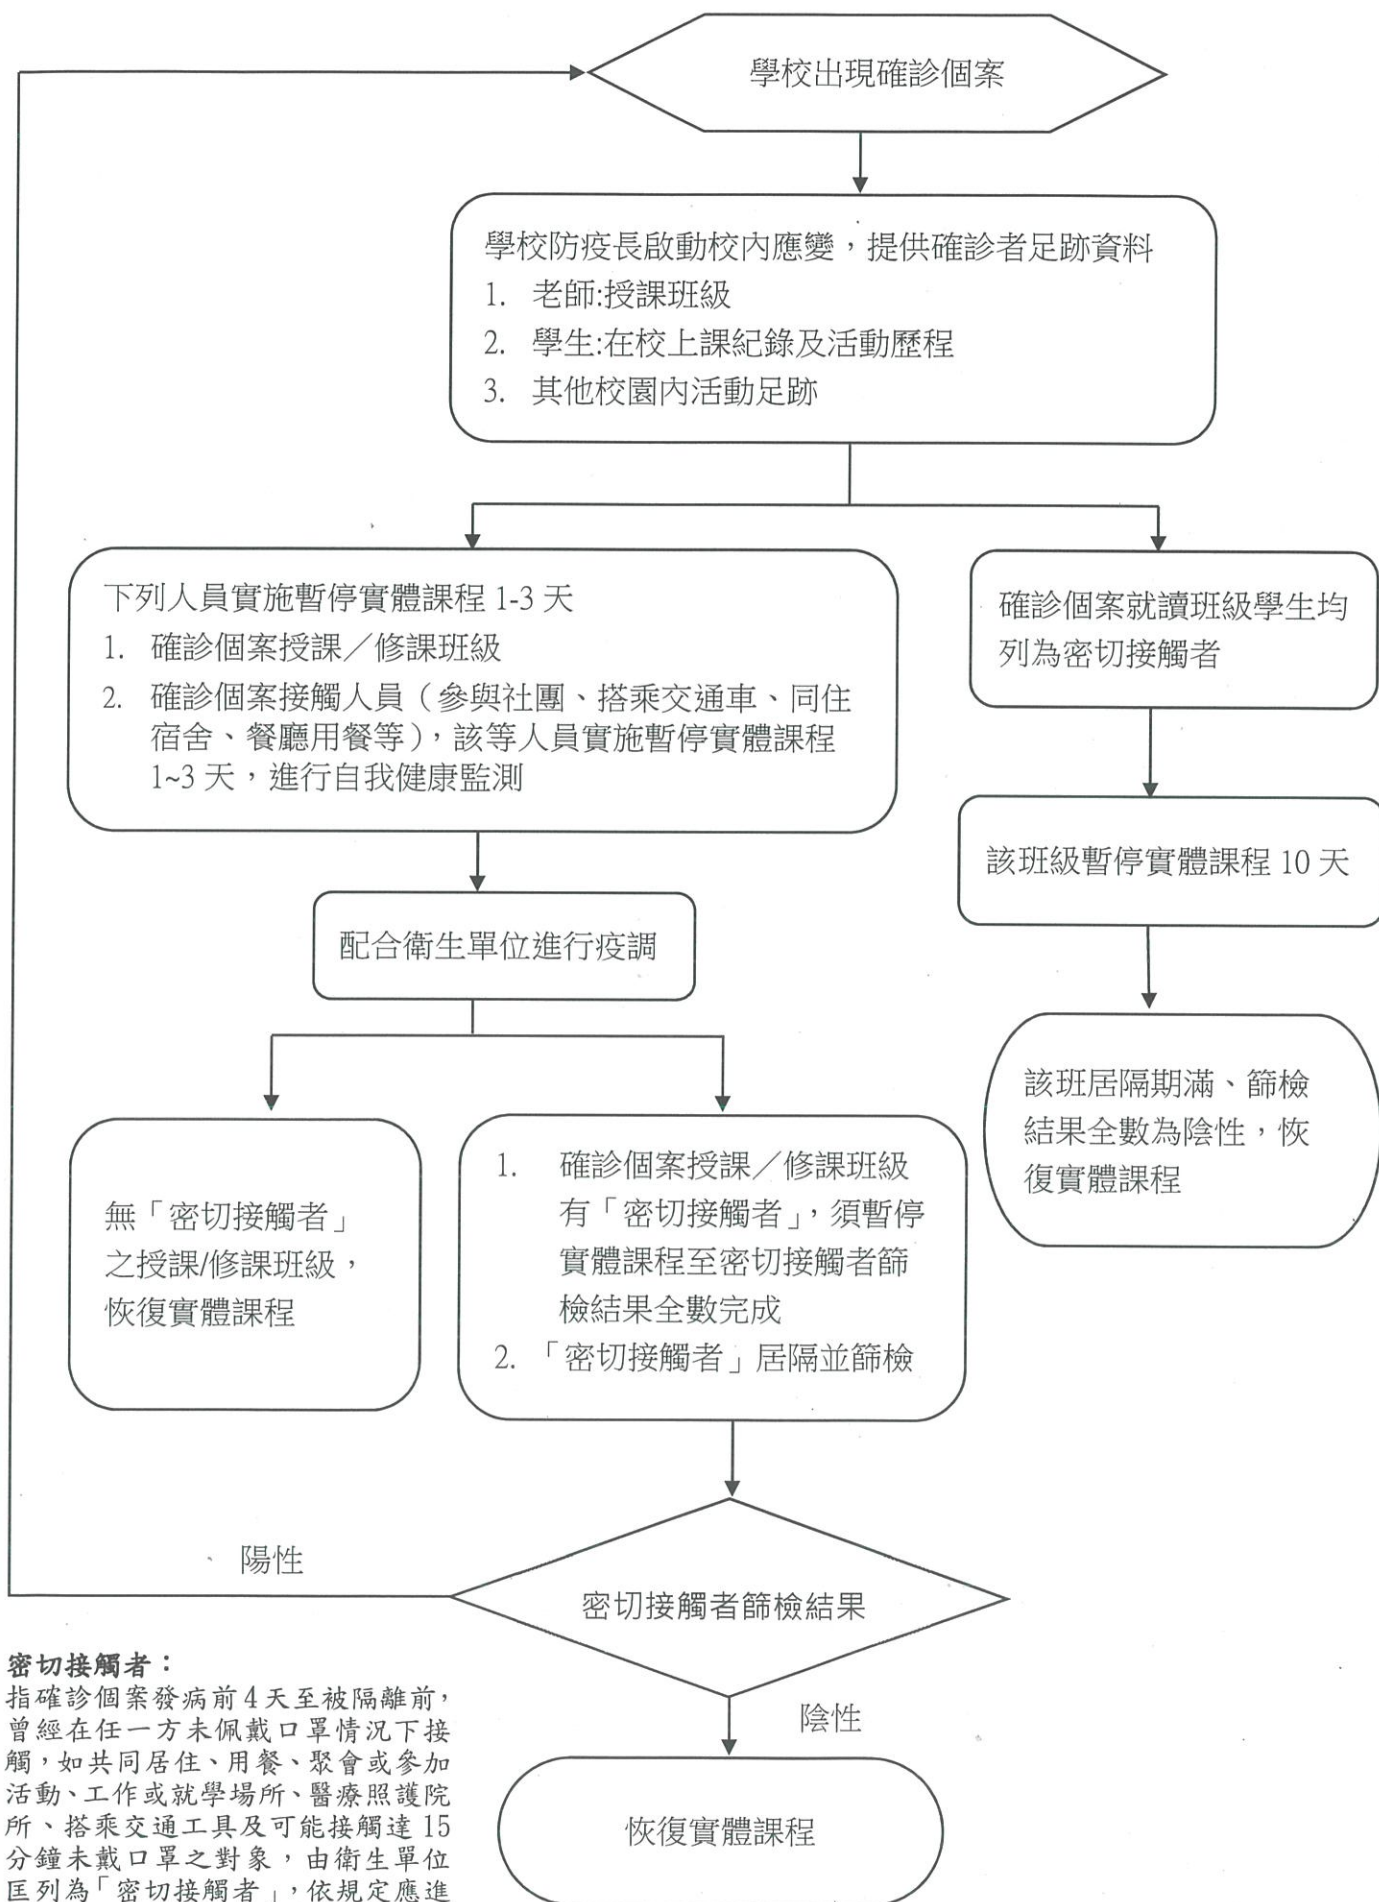 學校出現確診個案
學校防疫長啟動校內應變，提供確診者足跡資料
1. 老師:授課班級
2. 學生:在校上課紀錄及活動歷程
3. 其他校園內活動足跡
下列人員實施暫停實體課程 1-3 天
1. 確診個案授課／修課班級
2. 確診個案接觸人員（參與社團、搭乘交通車、同住
宿舍、餐廳用餐等），該等人員實施暫停實體課程
1~3 天，進行自我健康監測
確診個案就讀班級學生均
列為密切接觸者
該班級暫停實體課程 10 天
配合衛生單位進行疫調
該班居隔期滿、篩檢
結果全數為陰性，恢
復實體課程
無「密切接觸者」
之授課/修課班級，
恢復實體課程
1. 確診個案授課／修課班級
有「密切接觸者」，須暫停
實體課程至密切接觸者篩
檢結果全數完成
2. 「密切接觸者」居隔並篩檢
陽性
密切接觸者篩檢結果
陰性
恢復實體課程
密切接觸者：
指確診個案發病前4天至被隔離前，
曾經在任一方未佩戴口罩情況下接
觸，如共同居住、用餐、聚會或參加
活動、工作或就學場所、醫療照護院
所、搭乘交通工具及可能接觸達 15
分鐘未戴口罩之對象，由衛生單位
匡列為「密切接觸者」，依規定應進